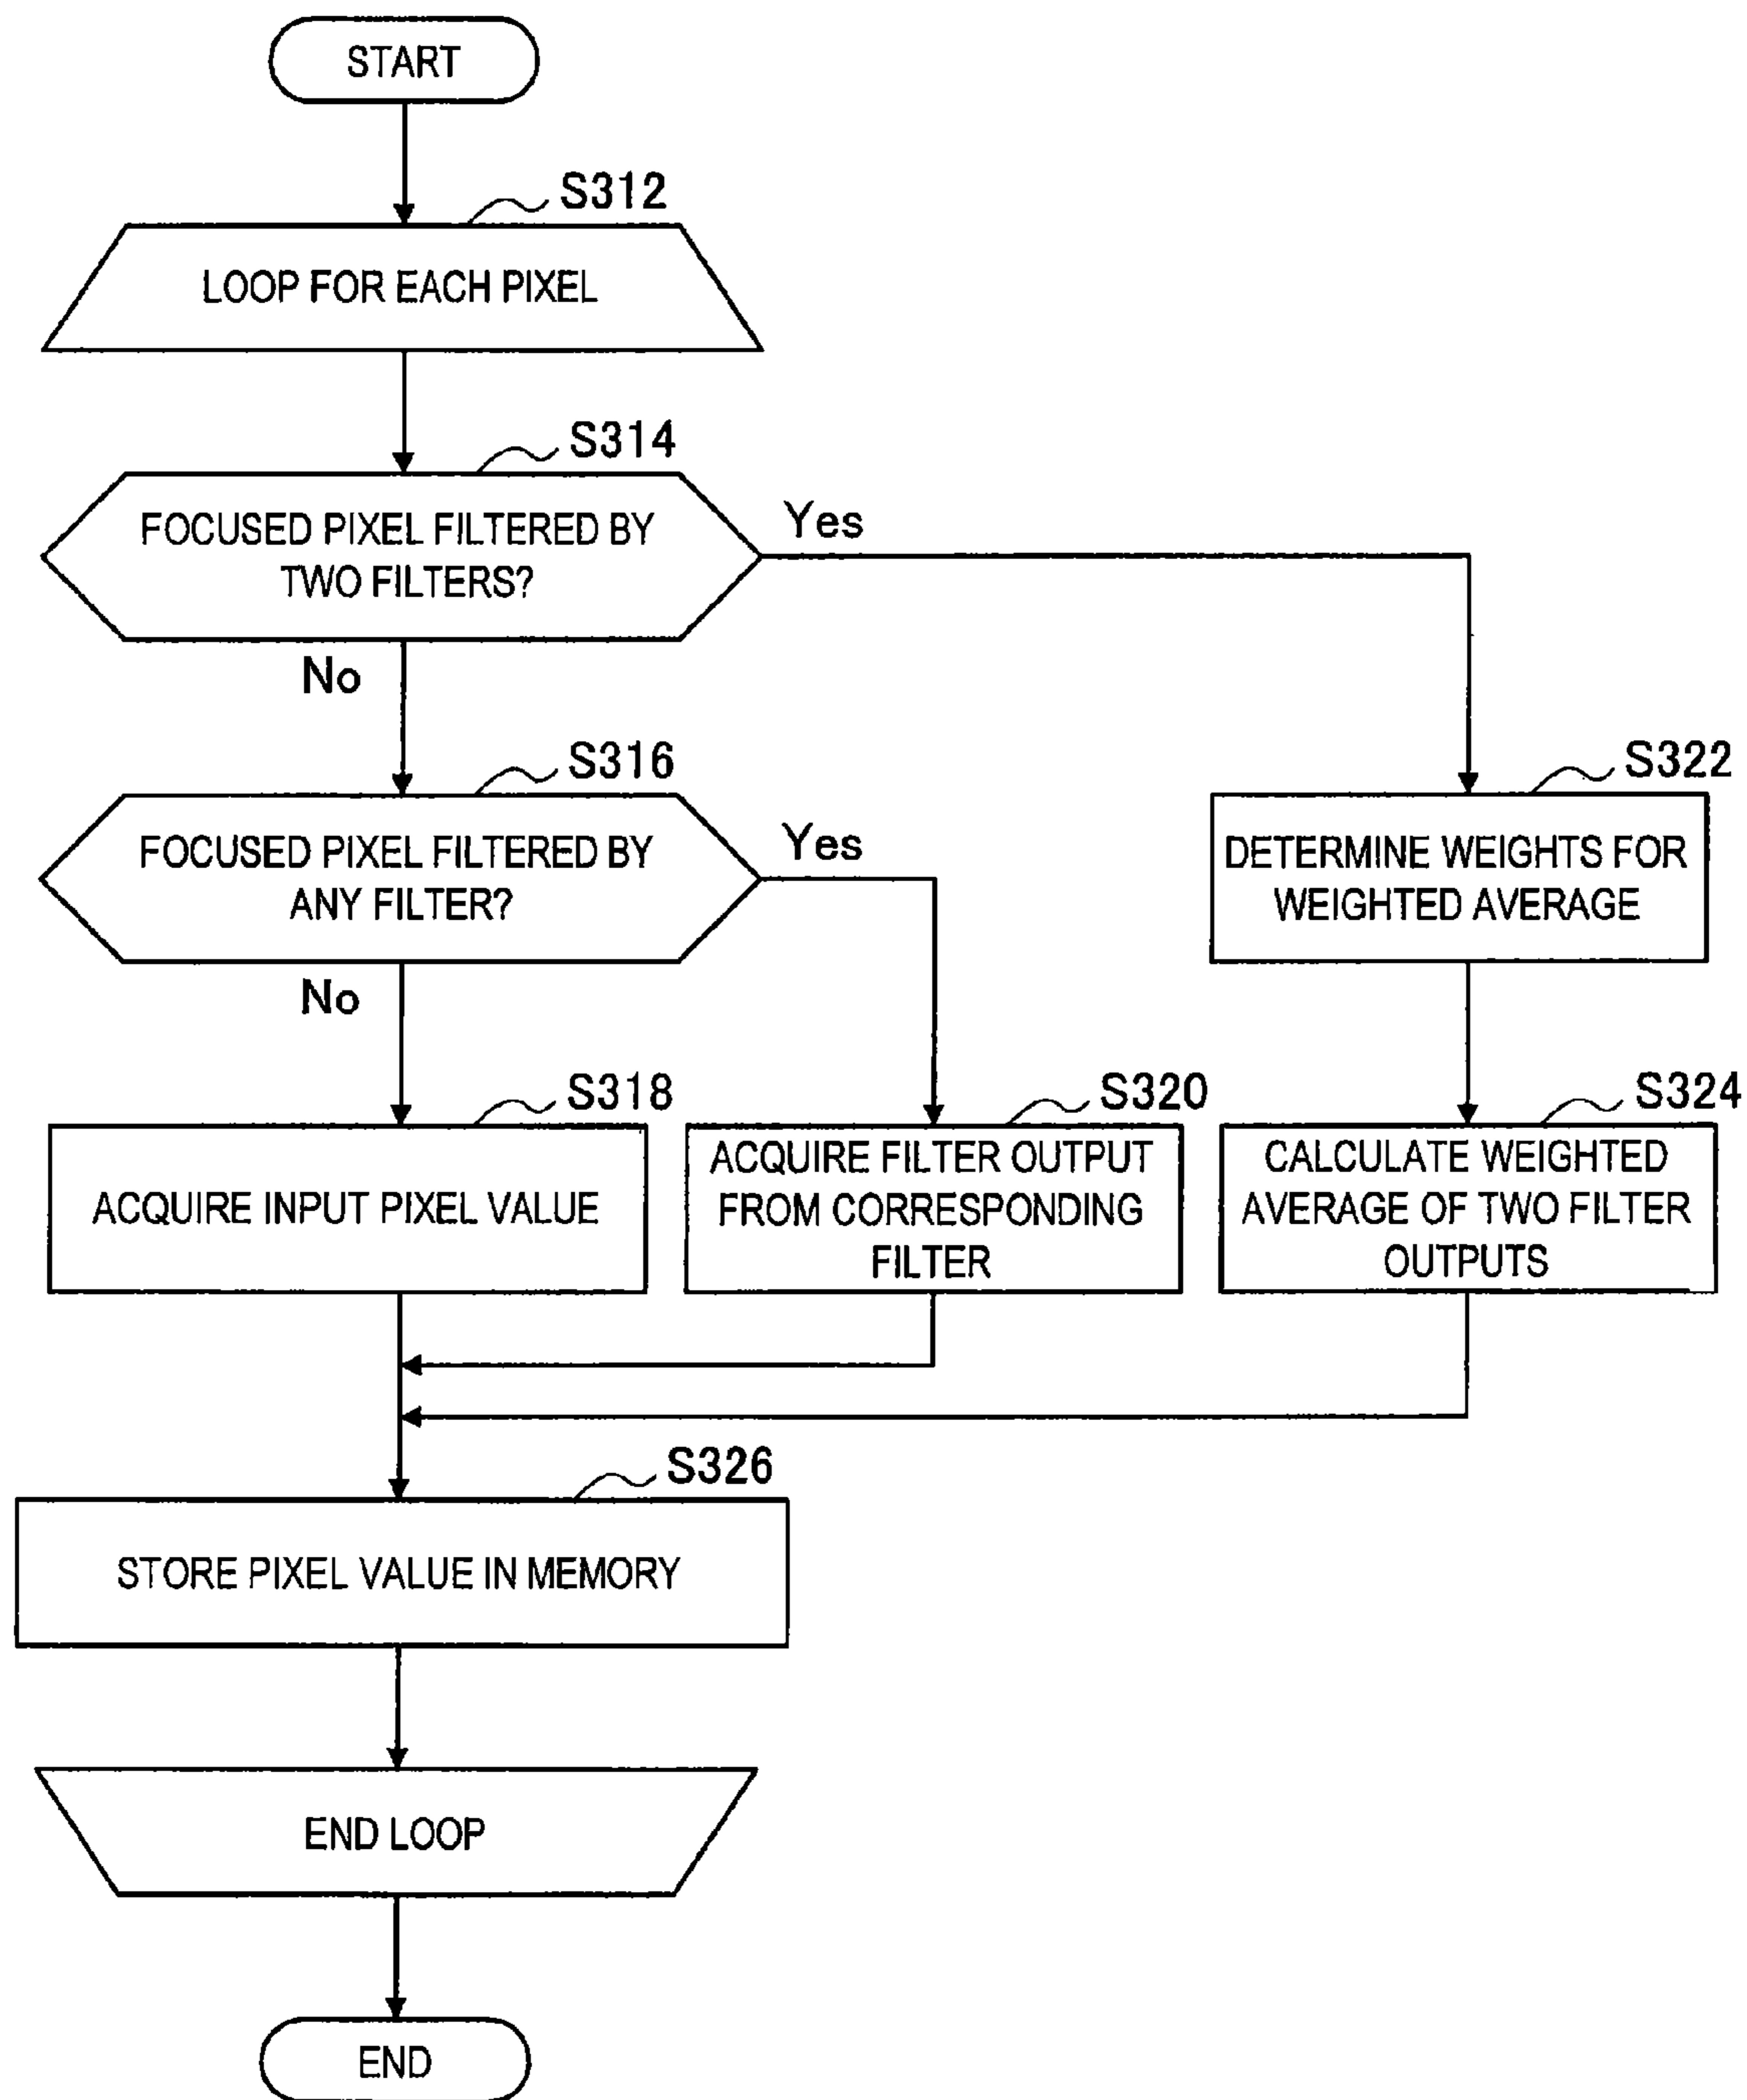 START
S312
LOOP FOR EACH PIXEL
S314
FOCUSED PIXEL FILTERED BY
TWO FILTERS?
Yes
No
S316
FOCUSED PIXEL FILTERED BY
ANY FILTER?
Yes
No
S322
DETERMINE WEIGHTS FOR
WEIGHTED AVERAGE
S318
ACQUIRE INPUT PIXEL VALUE
S320
ACQUIRE FILTER OUTPUT
FROM CORRESPONDING
FILTER
S324
CALCULATE WEIGHTED
AVERAGE OF TWO FILTER
OUTPUTS
S326
STORE PIXEL VALUE IN MEMORY
END LOOP
END